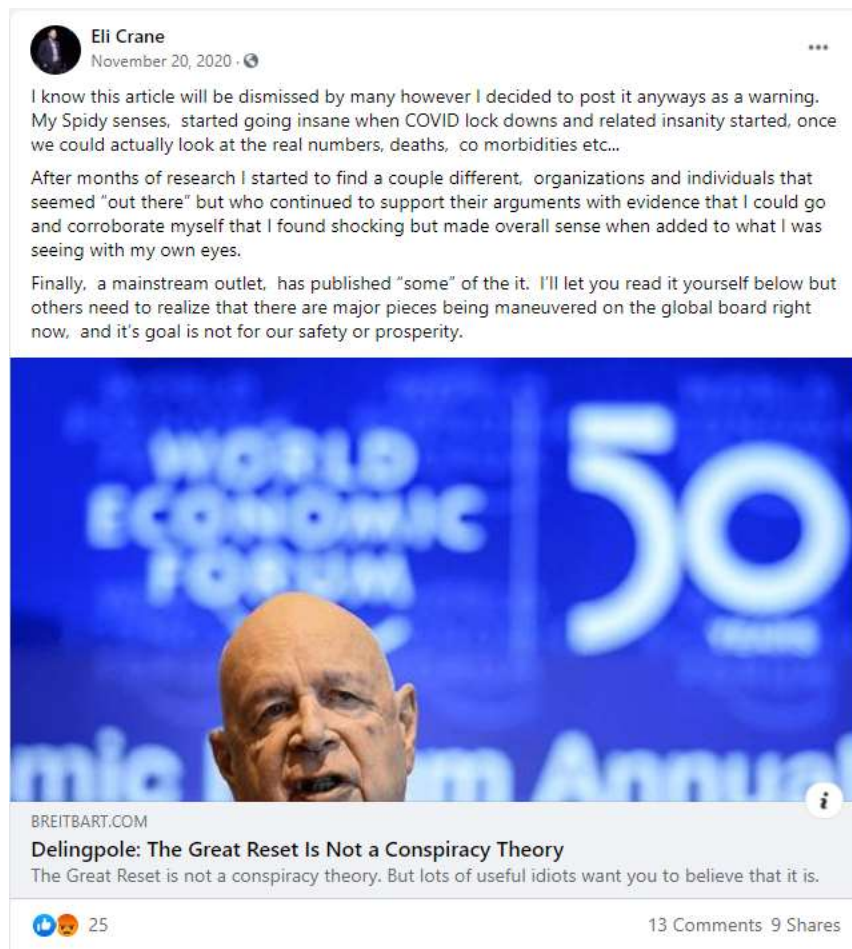 Eli Crane
November 20, 2020 ·
I know this article will be dismissed by many however I decided to post it anyways as a warning.
My Spidy senses, started going insane when COVID lock downs and related insanity started, once
we could actually look at the real numbers, deaths, co morbidities etc...
After months of research I started to find a couple different, organizations and individuals that
seemed “out there” but who continued to support their arguments with evidence that I could go
and corroborate myself that I found shocking but made overall sense when added to what I was
seeing with my own eyes.
Finally, a mainstream outlet, has published “some” of the it. I’ll let you read it yourself below but
others need to realize that there are major pieces being maneuvered on the global board right
now, and it’s goal is not for our safety or prosperity.
WORLD
ECONOMIC
FORUM
50
YEARS
mic Annual
BREITBART.COM
Delingpole: The Great Reset Is Not a Conspiracy Theory
The Great Reset is not a conspiracy theory. But lots of useful idiots want you to believe that it is.
25
13 Comments 9 Shares